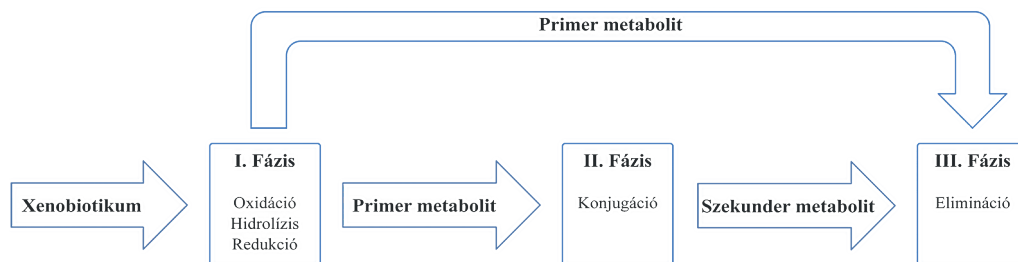 Primer metabolit
Xenobiotikum
I. Fázis
Oxidáció
Hidrolízis
Redukció
Primer metabolit
II. Fázis
Konjugáció
Szekunder metabolit
III. Fázis
Elimináció